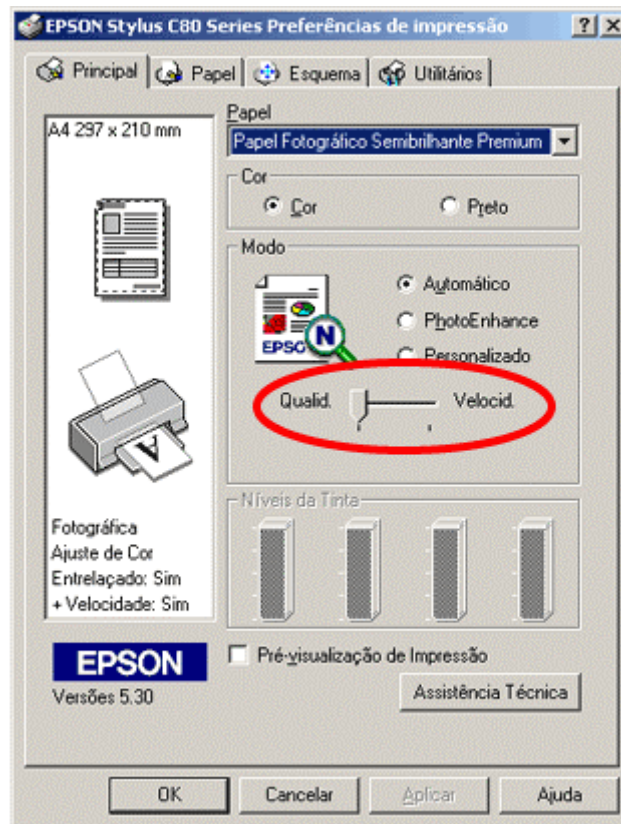 EPSON Stylus C80 Series Preferências de impressão
Principal
Papel
Esquema
Utilitários
A4 297 x 210 mm
Papel
Papel Fotográfico Semibrilhante Premium
Cor
Cor
Preto
Modo
Automático
PhotoEnhance
Personalizado
EPSO
N
Qualid.
Velocid.
A
Níveis da Tinta
Fotográfica
Ajuste de Cor
Entrelaçado: Sim
+ Velocidade: Sim
EPSON
Versões 5.30
Pré-visualização de Impressão
Assistência Técnica
OK
Cancelar
Aplicar
Ajuda